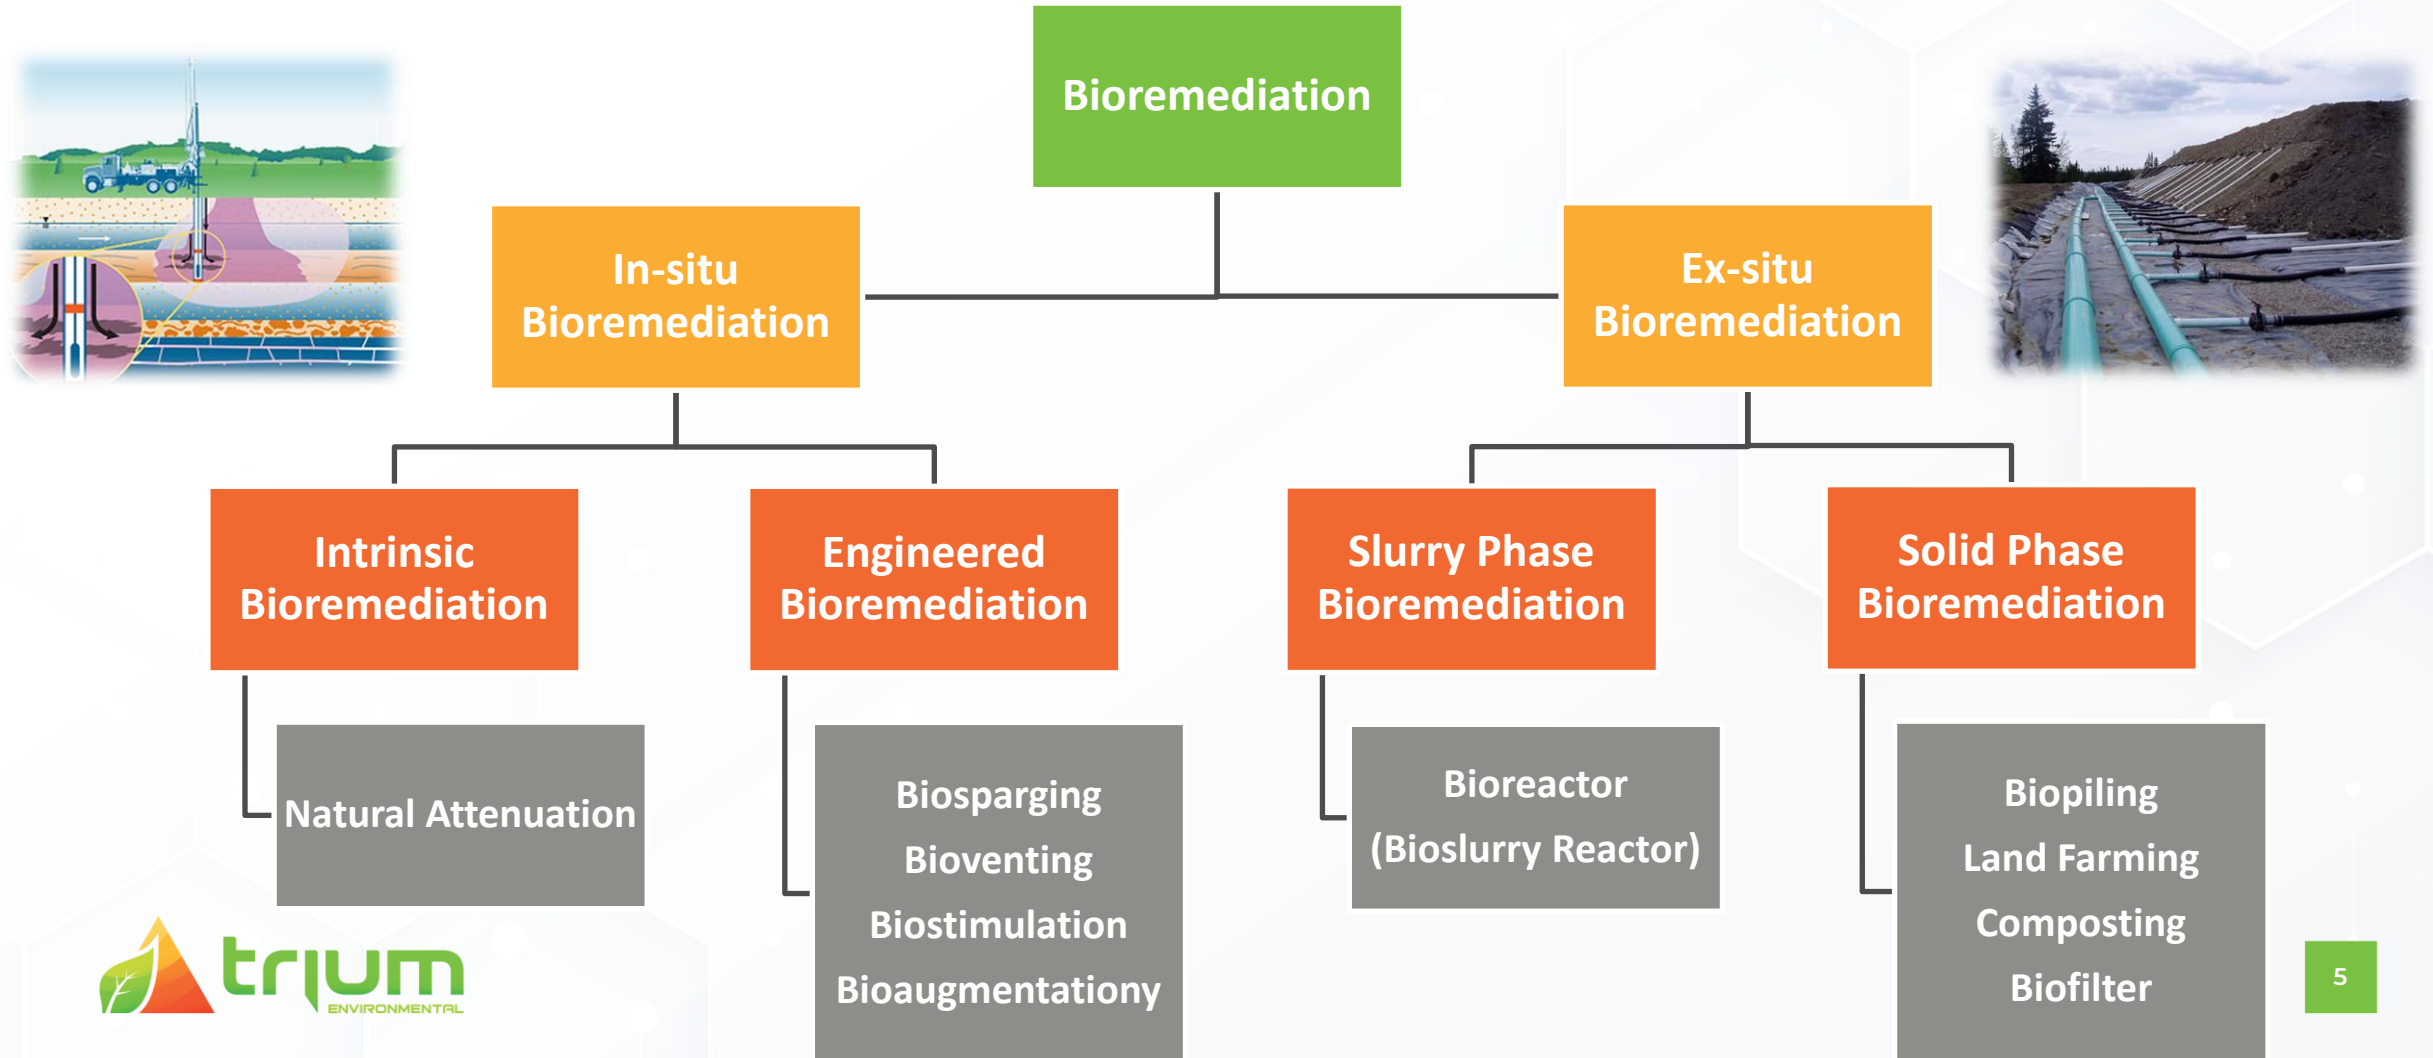 Bioremediation
In-situ
Bioremediation
Ex-situ
Bioremediation
Intrinsic
Bioremediation
Engineered
Bioremediation
Slurry Phase
Bioremediation
Solid Phase
Bioremediation
Natural Attenuation
Biosparging
Bioventing
Biostimulation
Bioaugmentationy
Bioreactor
(Bioslurry Reactor)
Biopiling
Land Farming
Composting
Biofilter
trium
ENVIRONMENTAL
5